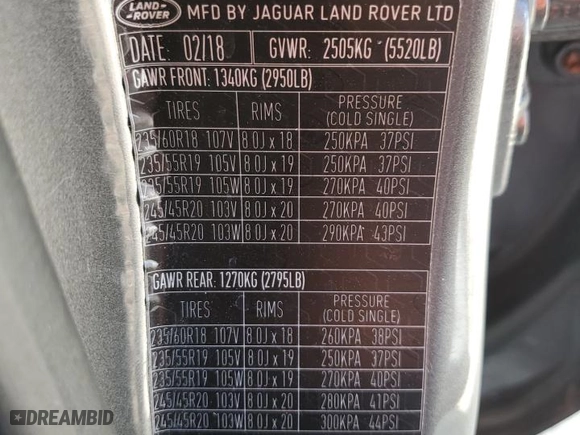 LAND-
-ROVER
MFD BY JAGUAR LAND ROVER LTD
DATE: 02/18 GVWR: 2505KG (5520LB)
GAWR FRONT: 1340KG (2950LB)
TIRES RIMS PRESSURE (COLD SINGLE)
235/60R18 107V 8.0J x 18 250KPA 37PSI
235/55R19 105V 8.0J x 19 250KPA 37PSI
235/55R19 105W 8.0J x 19 270KPA 40PSI
245/45R20 103V 8.0J x 20 270KPA 40PSI
245/45R20 103W 8.0J x 20 290KPA 43PSI
GAWR REAR: 1270KG (2795LB)
TIRES RIMS PRESSURE (COLD SINGLE)
235/60R18 107V 8.0J x 18 260KPA 38PSI
235/55R19 105V 8.0J x 19 250KPA 37PSI
235/55R19 105W 8.0J x 19 270KPA 40PSI
245/45R20 103V 8.0J x 20 280KPA 41PSI
245/45R20 103W 8.0J x 20 300KPA 44PSI
DREAMBID